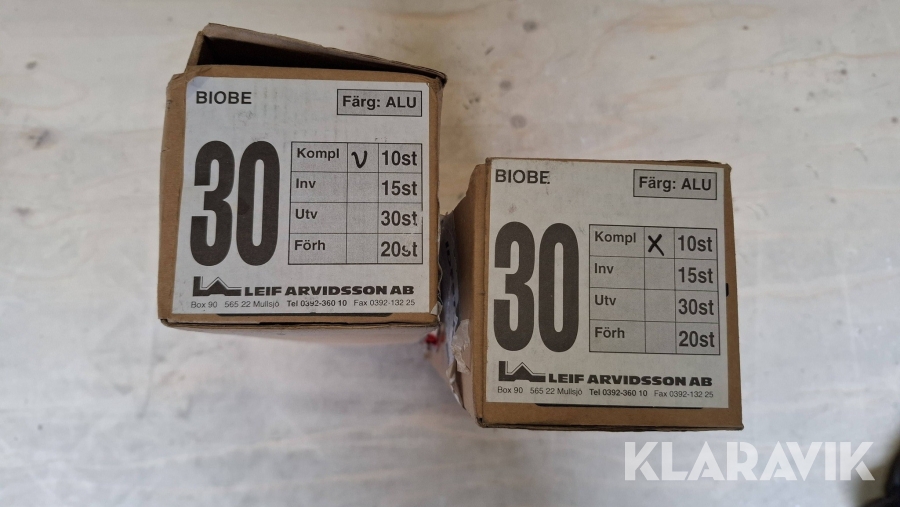 BIOBE
Färg: ALU
30
Kompl v 10st
Inv 15st
Utv 30st
Förh 20st
LEIF ARVIDSSON AB
Box 90 565 22 Mullsjö Tel 0392-360 10 Fax 0392-132 25
BIOBE
Färg: ALU
30
Kompl X 10st
Inv 15st
Utv 30st
Förh 20st
LEIF ARVIDSSON AB
Box 90 565 22 Mullsjö Tel 0392-360 10 Fax 0392-132 25
KLARAVIK